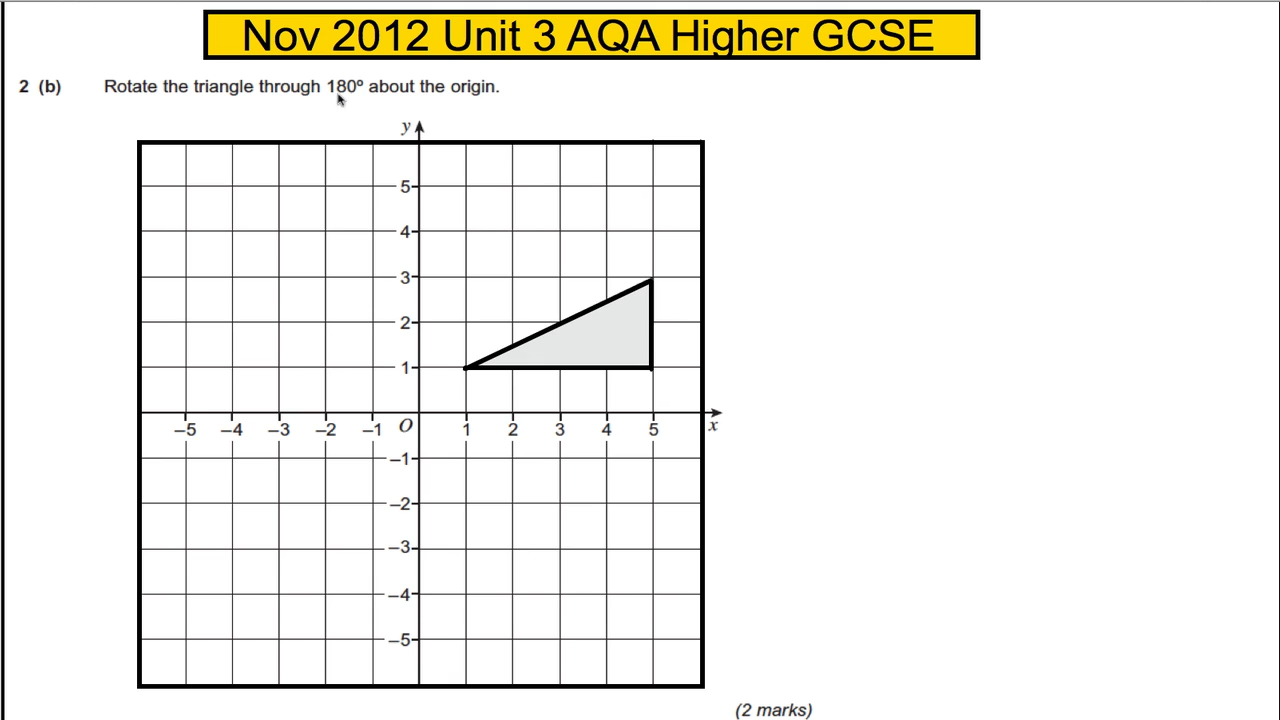 Nov 2012 Unit 3 AQA Higher GCSE
2 (b) Rotate the triangle through 180º about the origin.
y
5
4
3
2
1
–5 –4 –3 –2 –1 O 1 2 3 4 5 x
–1
–2
–3
–4
–5
(2 marks)